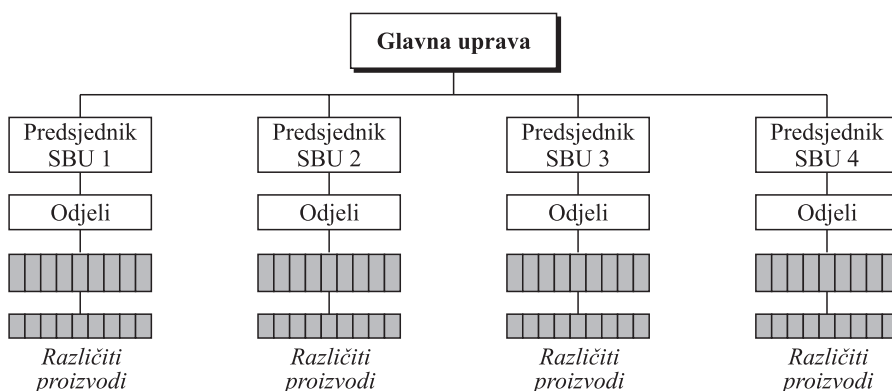 Glavna uprava
Predsjednik
SBU 1
Predsjednik
SBU 2
Predsjednik
SBU 3
Predsjednik
SBU 4
Odjeli
Odjeli
Odjeli
Odjeli
Različiti
proizvodi
Različiti
proizvodi
Različiti
proizvodi
Različiti
proizvodi